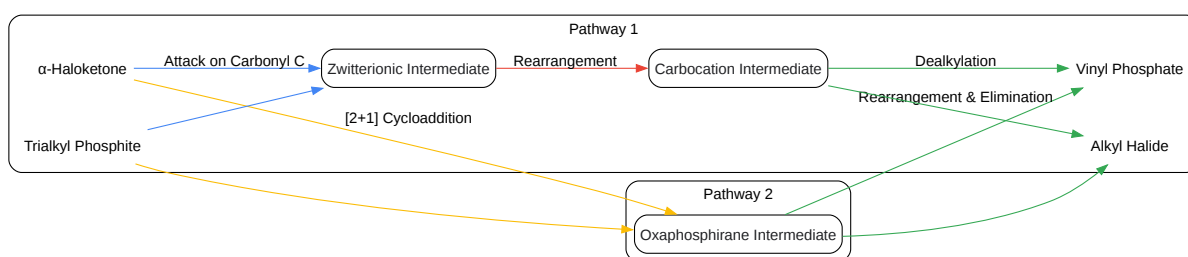 Pathway 1
α-Haloketone
Attack on Carbonyl C
Zwitterionic Intermediate
Rearrangement
Carbocation Intermediate
Dealkylation
Vinyl Phosphate
Rearrangement & Elimination
[2+1] Cycloaddition
Trialkyl Phosphite
Alkyl Halide
Pathway 2
Oxaphosphirane Intermediate